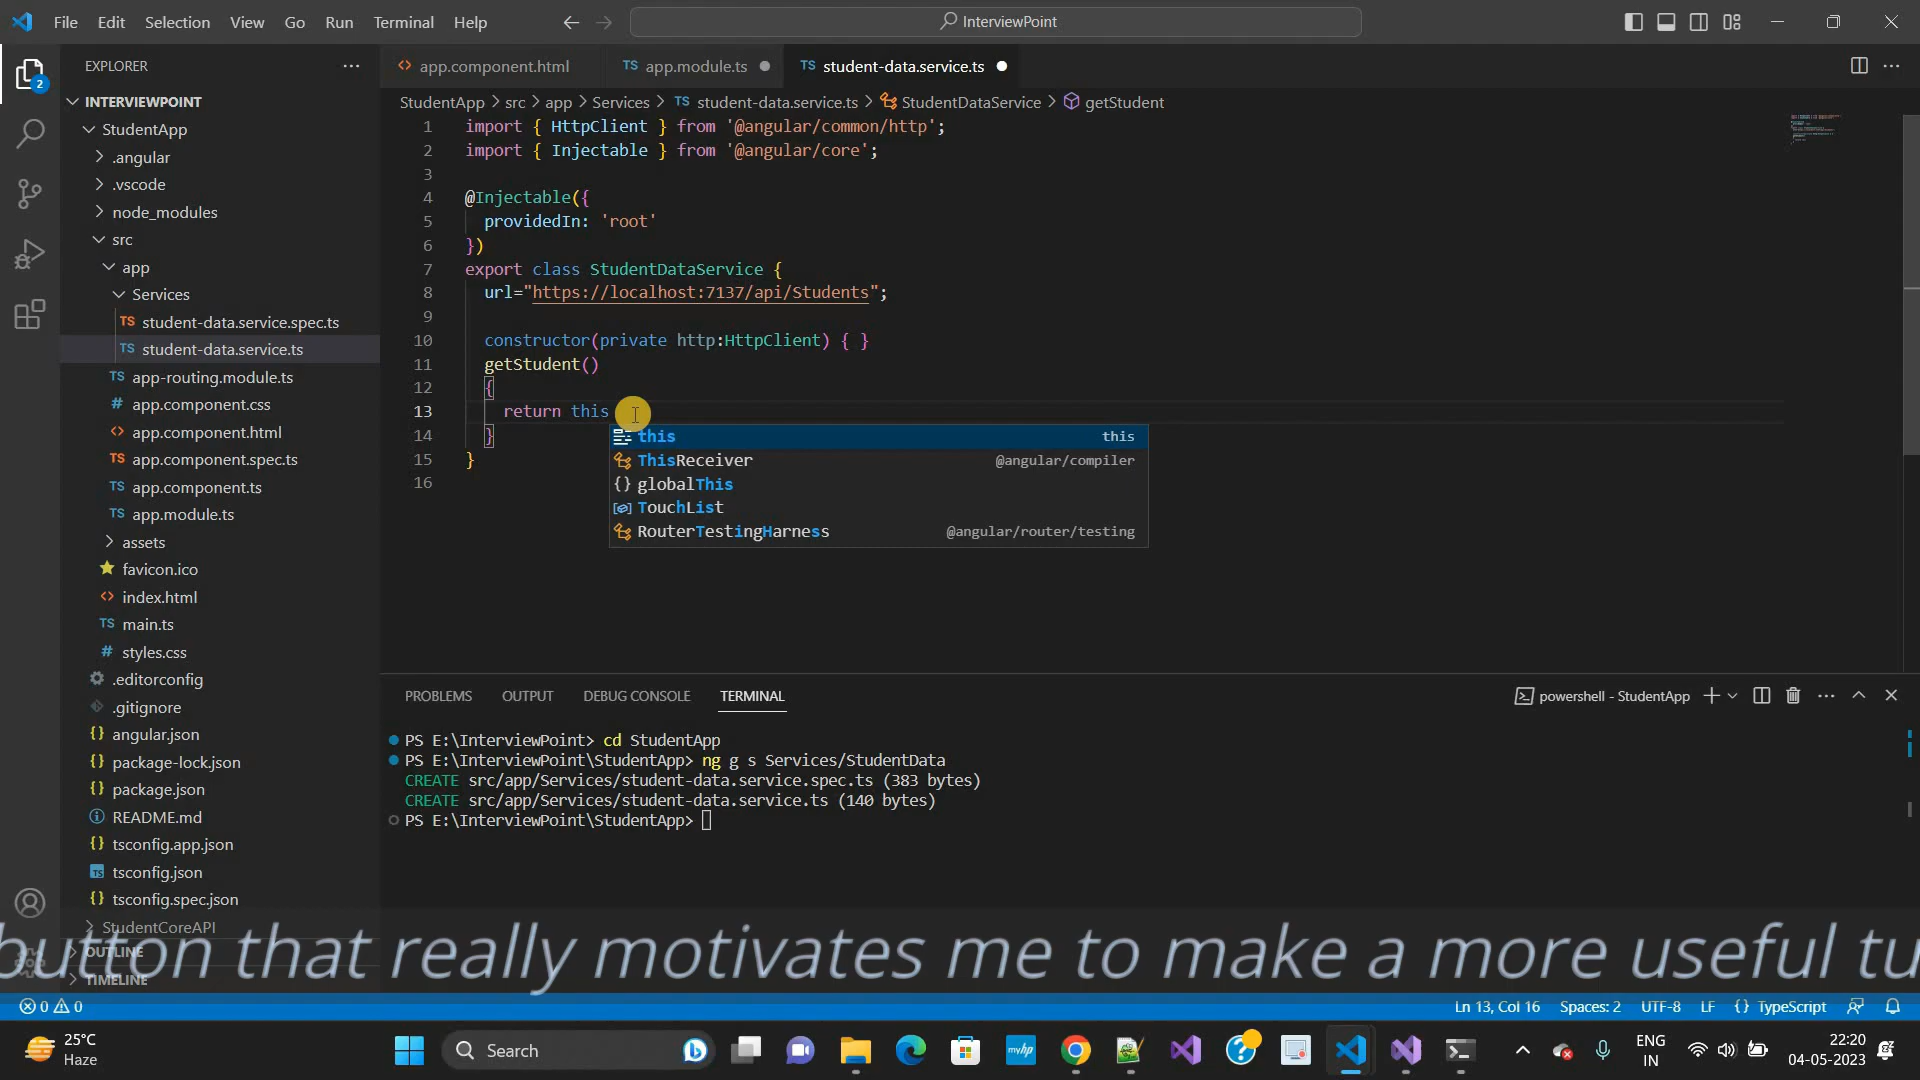 File Edit Selection View Go Run Terminal Help
InterviewPoint
EXPLORER
INTERVIEWPOINT
StudentApp
.angular
.vscode
node_modules
src
app
Services
student-data.service.spec.ts
student-data.service.ts
app-routing.module.ts
app.component.css
app.component.html
app.component.spec.ts
app.component.ts
app.module.ts
assets
favicon.ico
index.html
main.ts
styles.css
.editorconfig
.gitignore
angular.json
package-lock.json
package.json
README.md
tsconfig.app.json
tsconfig.json
tsconfig.spec.json
StudentCoreAPI
OUTLINE
TIMELINE
app.component.html
TS app.module.ts
TS student-data.service.ts
StudentApp > src > app > Services > TS student-data.service.ts > StudentDataService > getStudent
1 import { HttpClient } from '@angular/common/http';
2 import { Injectable } from '@angular/core';
3
4 @Injectable({
5 providedIn: 'root'
6 })
7 export class StudentDataService {
8 url="https://localhost:7137/api/Students";
9
10 constructor(private http:HttpClient) { }
11 getStudent()
12 {
13 return this
14 }
15 }
16
this this
ThisReceiver @angular/compiler
globalThis
TouchList
RouterTestingHarness @angular/router/testing
PROBLEMS OUTPUT DEBUG CONSOLE TERMINAL
powershell - StudentApp
PS E:\InterviewPoint> cd StudentApp
PS E:\InterviewPoint\StudentApp> ng g s Services/StudentData
CREATE src/app/Services/student-data.service.spec.ts (383 bytes)
CREATE src/app/Services/student-data.service.ts (140 bytes)
PS E:\InterviewPoint\StudentApp>
button that really motivates me to make a more useful tu
0 0
Ln 13, Col 16 Spaces: 2 UTF-8 LF {} TypeScript
25°C
Haze
Search
myhp
ENG
IN
22:20
04-05-2023